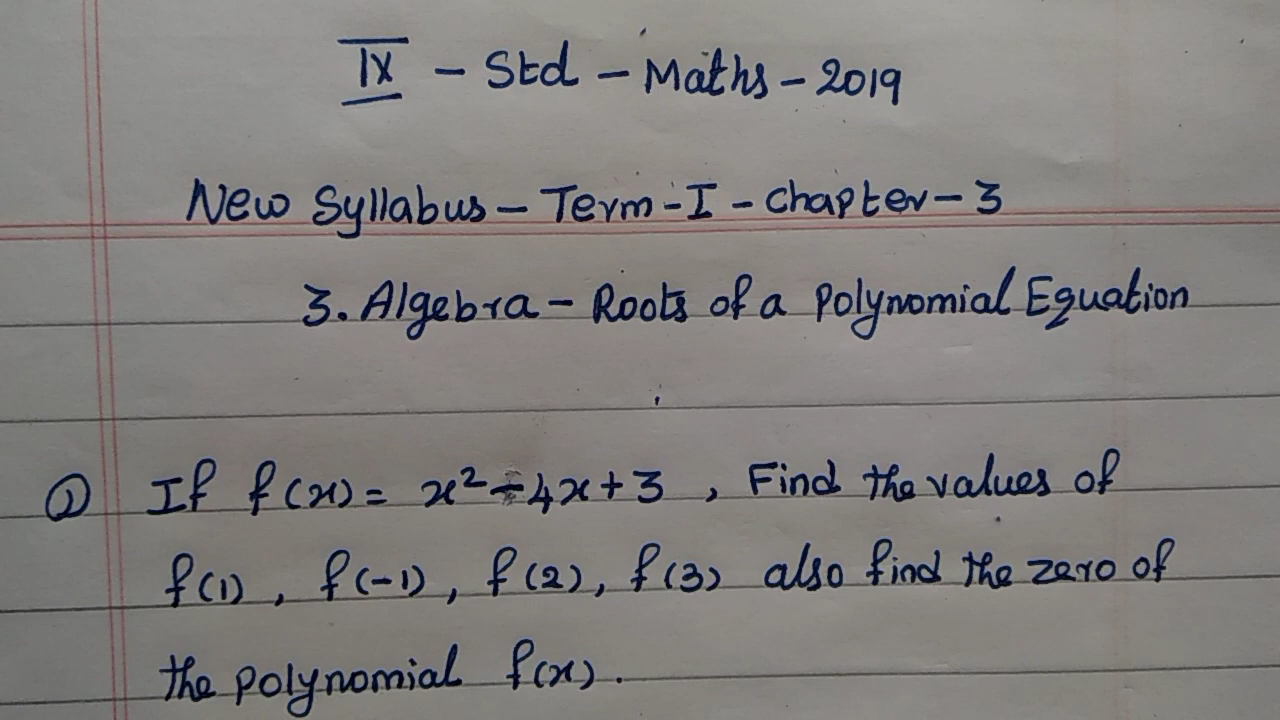 IX - Std - Maths - 2019
New Syllabus - Term - I - Chapter - 3
3. Algebra - Roots of a Polynomial Equation
① If f(x) = x² - 4x + 3 , Find the values of
f(1) , f(-1) , f(2), f(3) also find the zero of
the polynomial f(x).